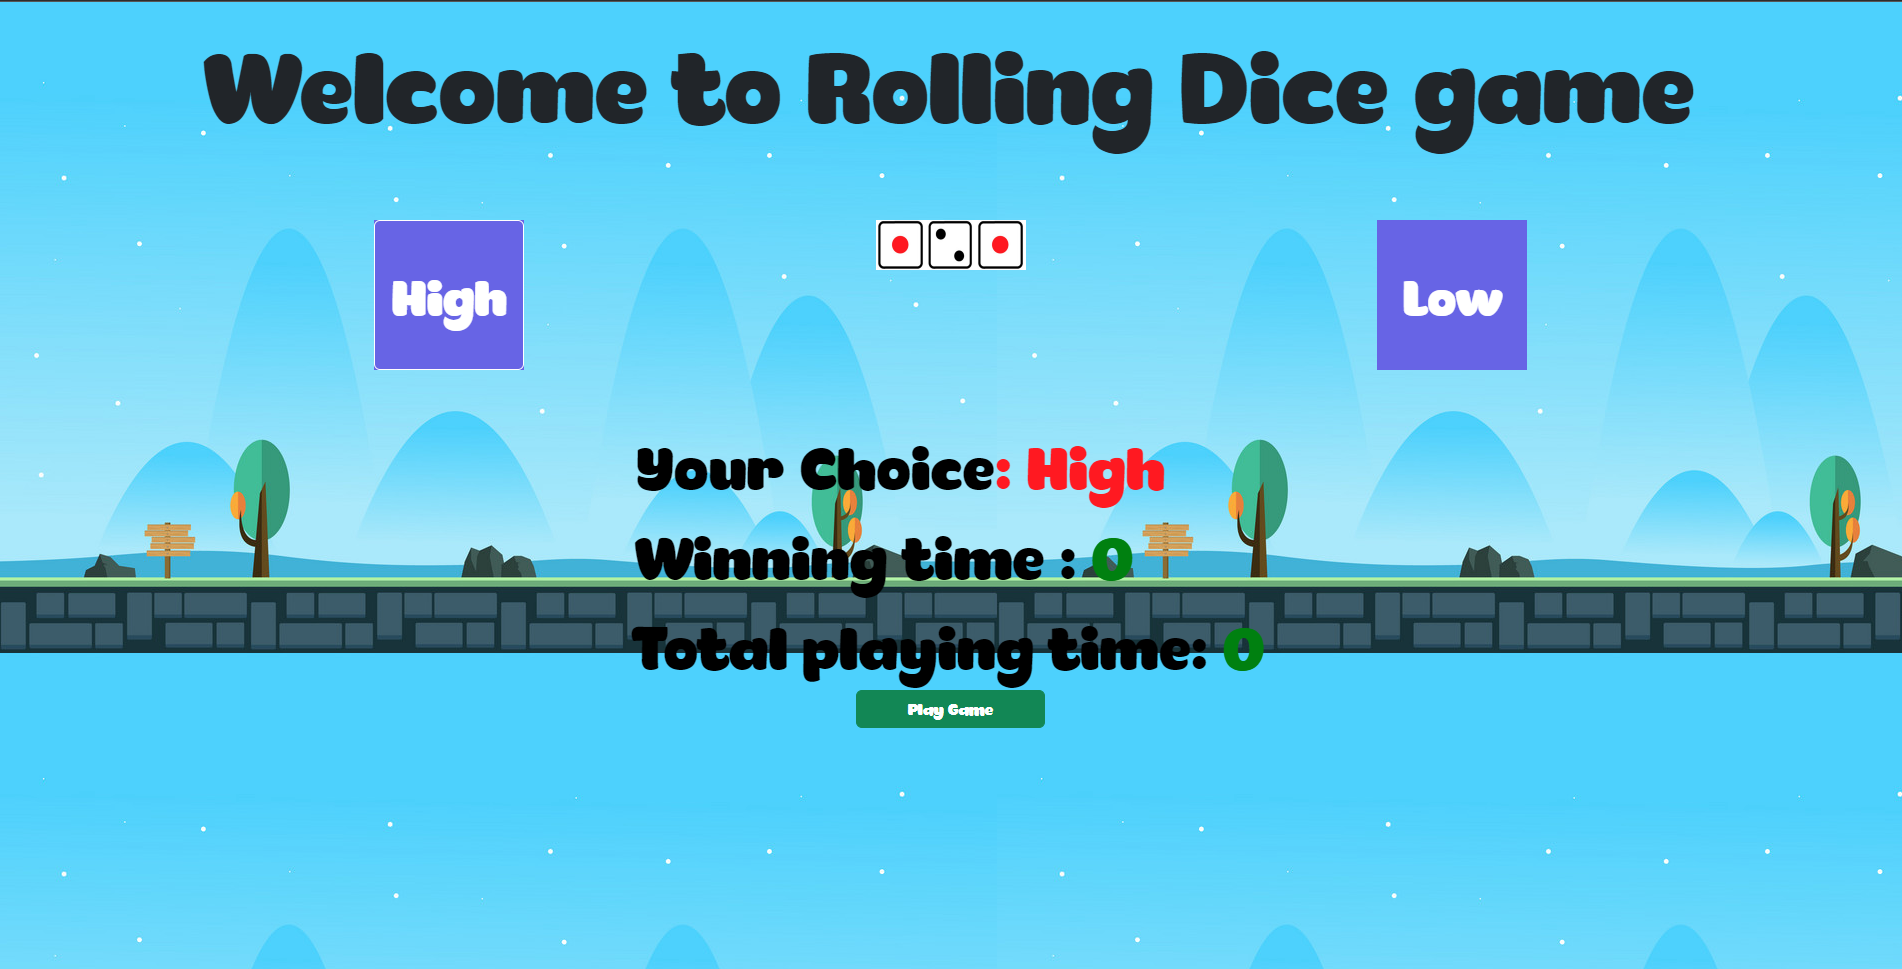 Welcome to Rolling Dice game
High
Low
Your Choice: High
Winning time : 0
Total playing time: 0
Play Game